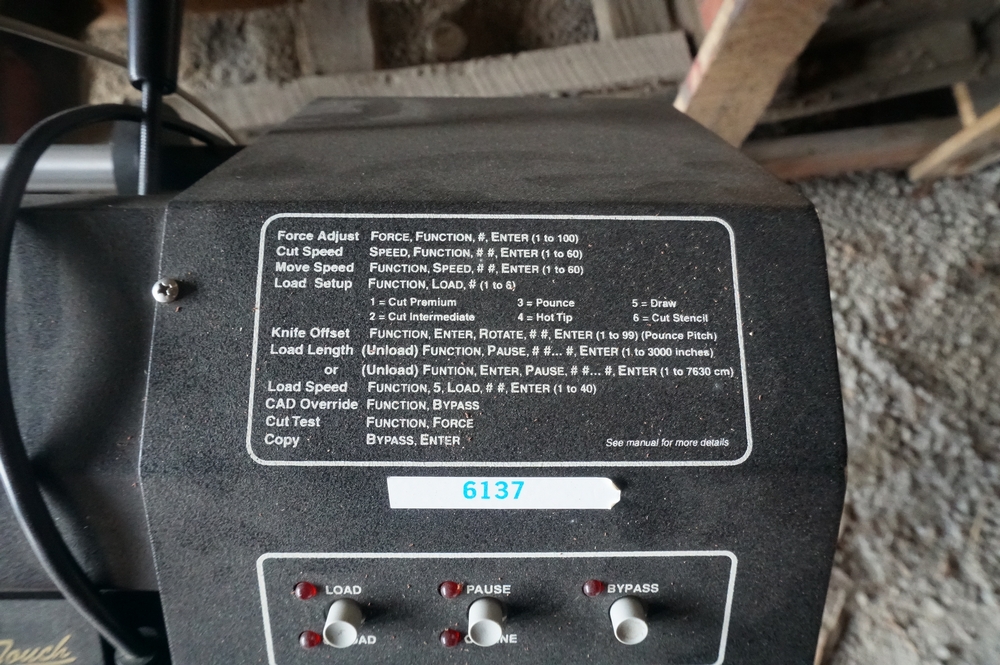 Force Adjust FORCE, FUNCTION, #, ENTER (1 to 100)
Cut Speed SPEED, FUNCTION, # #, ENTER (1 to 60)
Move Speed FUNCTION, SPEED, # #, ENTER (1 to 60)
Load Setup FUNCTION, LOAD, # (1 to 6)
1 = Cut Premium 3 = Pounce 5 = Draw
2 = Cut Intermediate 4 = Hot Tip 6 = Cut Stencil
Knife Offset FUNCTION, ENTER, ROTATE, # #, ENTER (1 to 99) (Pounce Pitch)
Load Length (Unload) FUNCTION, PAUSE, # #... #, ENTER (1 to 3000 inches)
or (Unload) FUNTION, ENTER, PAUSE, # #... #, ENTER (1 to 7630 cm)
Load Speed FUNCTION, 5, LOAD, # #, ENTER (1 to 40)
CAD Override FUNCTION, BYPASS
Cut Test FUNCTION, FORCE
Copy BYPASS, ENTER
See manual for more details
6137
LOAD PAUSE BYPASS
Touch